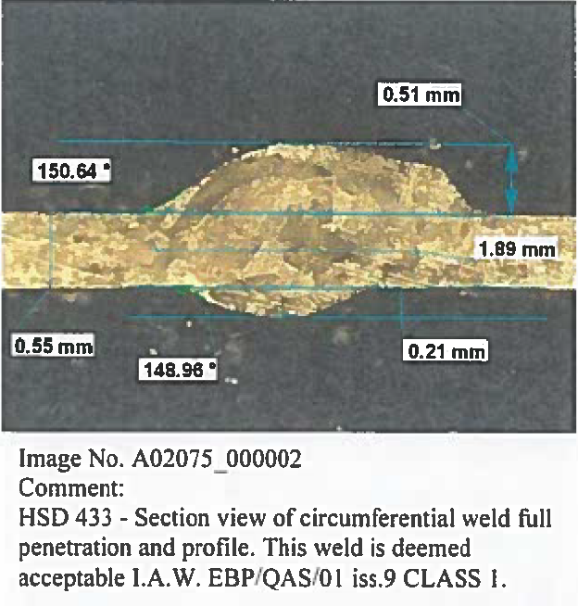 0.51 mm
150.64 °
1.89 mm
0.55 mm
0.21 mm
148.96 °
Image No. A02075_000002
Comment:
HSD 433 - Section view of circumferential weld full
penetration and profile. This weld is deemed
acceptable I.A.W. EBP/QAS/01 iss.9 CLASS 1.